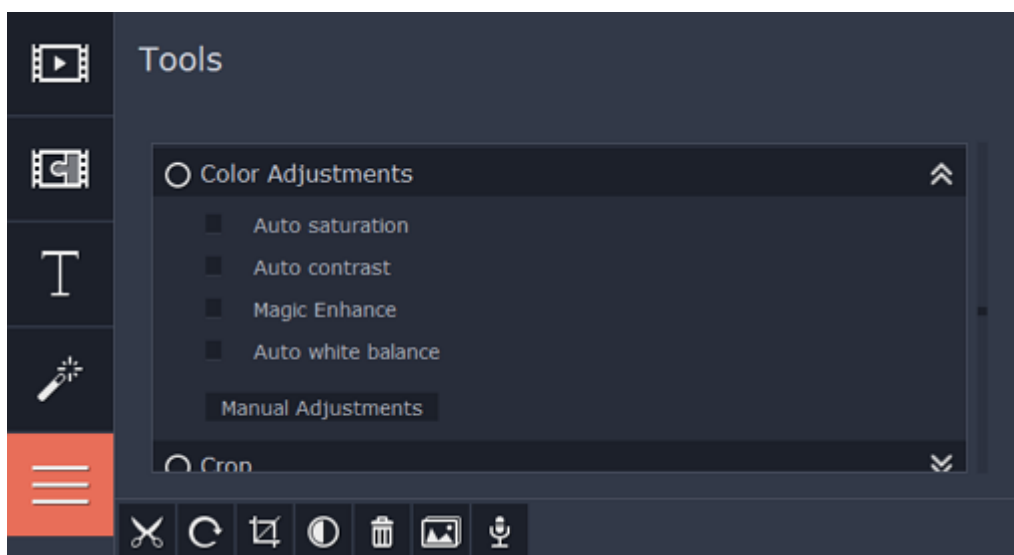 Tools
Color Adjustments
Auto saturation
Auto contrast
Magic Enhance
Auto white balance
Manual Adjustments
Crop